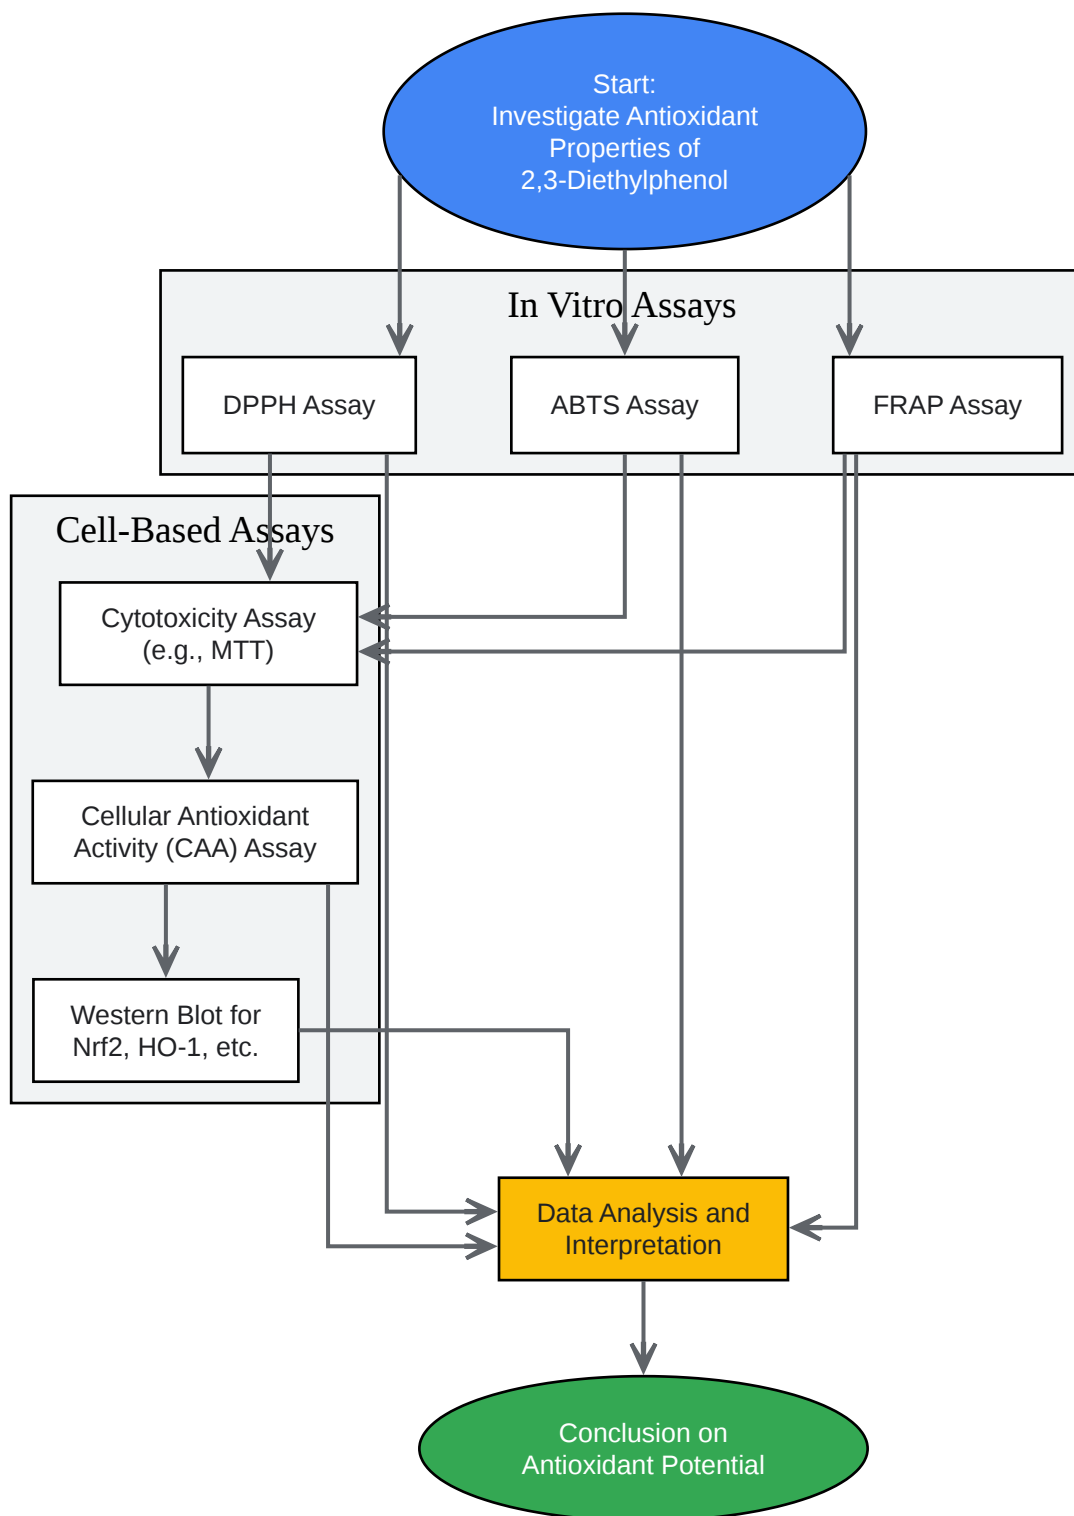 Start:
Investigate Antioxidant
Properties of
2,3-Diethylphenol
In Vitro Assays
DPPH Assay
ABTS Assay
FRAP Assay
Cell-Based Assays
Cytotoxicity Assay
(e.g., MTT)
Cellular Antioxidant
Activity (CAA) Assay
Western Blot for
Nrf2, HO-1, etc.
Data Analysis and
Interpretation
Conclusion on
Antioxidant Potential